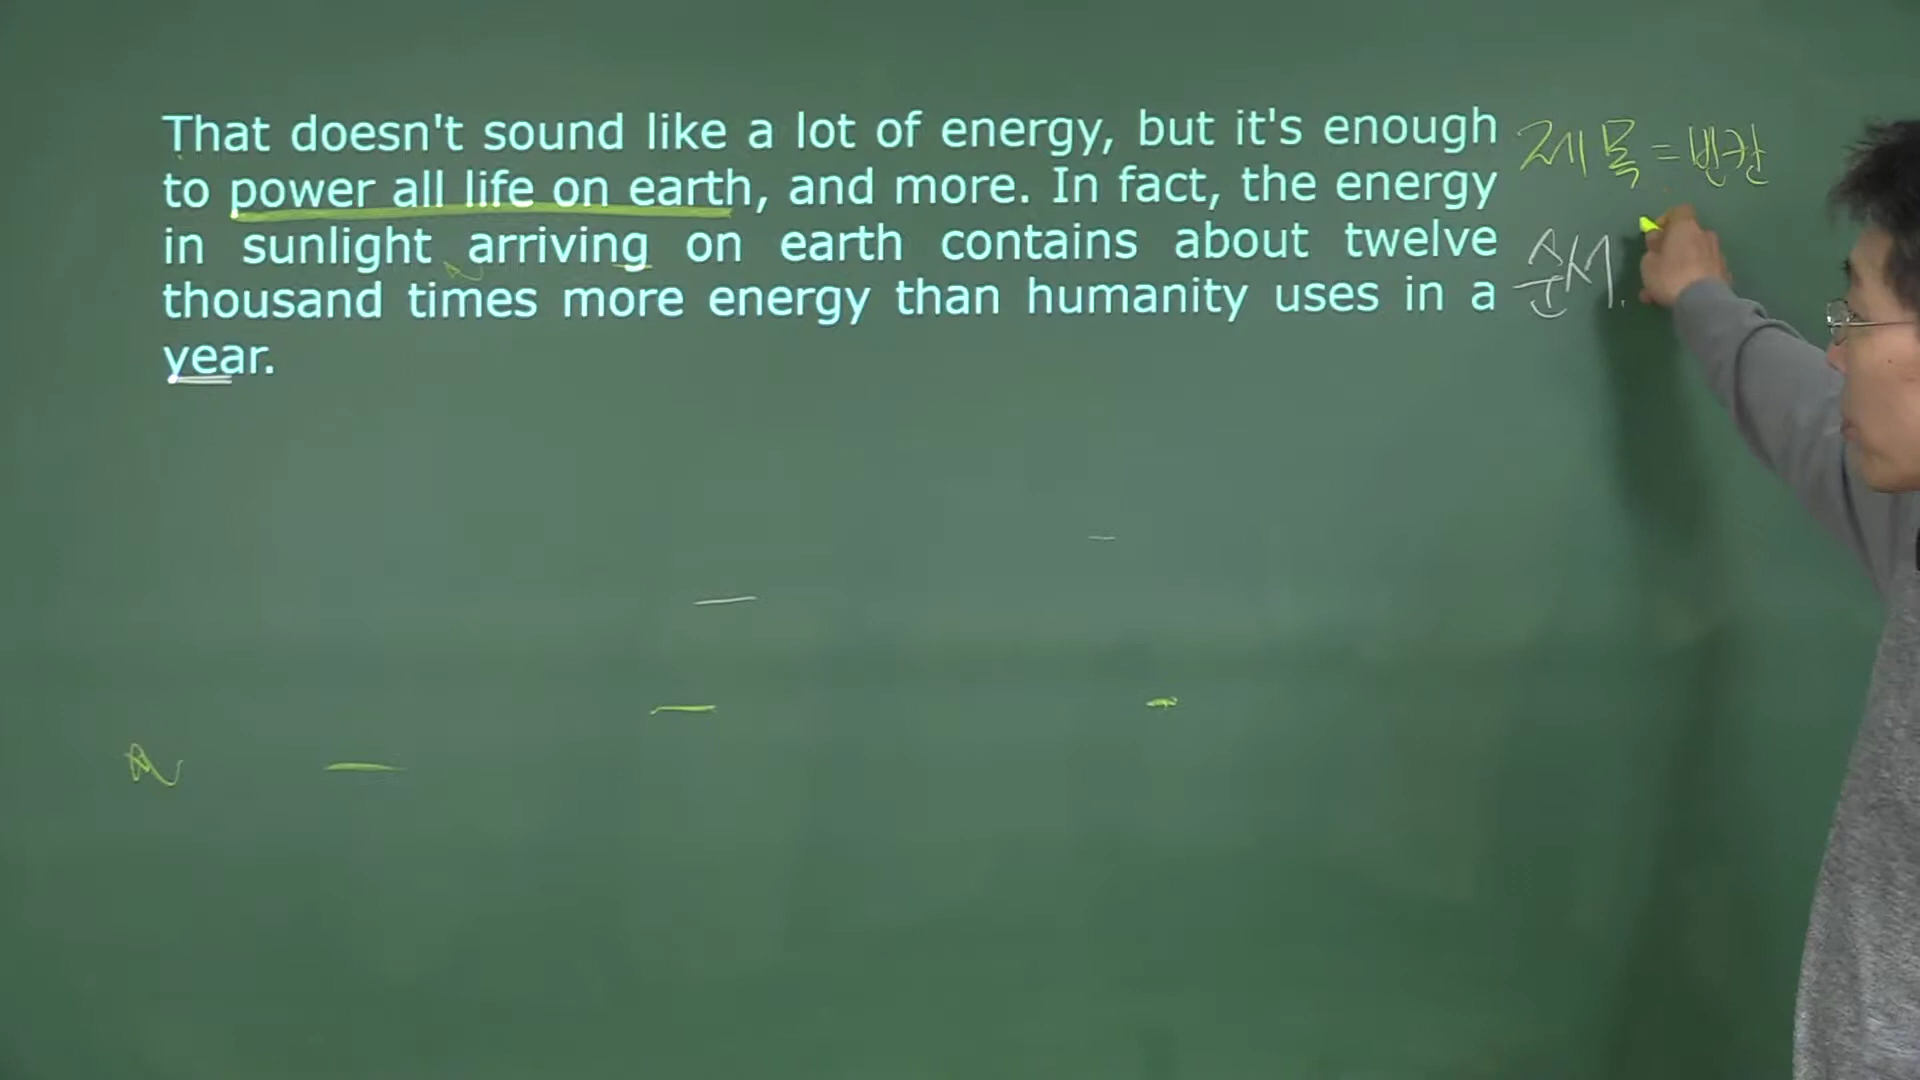 That doesn't sound like a lot of energy, but it's enough
to power all life on earth, and more. In fact, the energy
in sunlight arriving on earth contains about twelve
thousand times more energy than humanity uses in a
year.
제목=빈칸
순서.